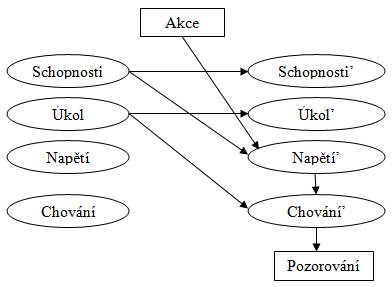 Akce
Schopnosti
Schopnosti’
Úkol
Úkol’
Napětí
Napětí’
Chování
Chování’
Pozorování